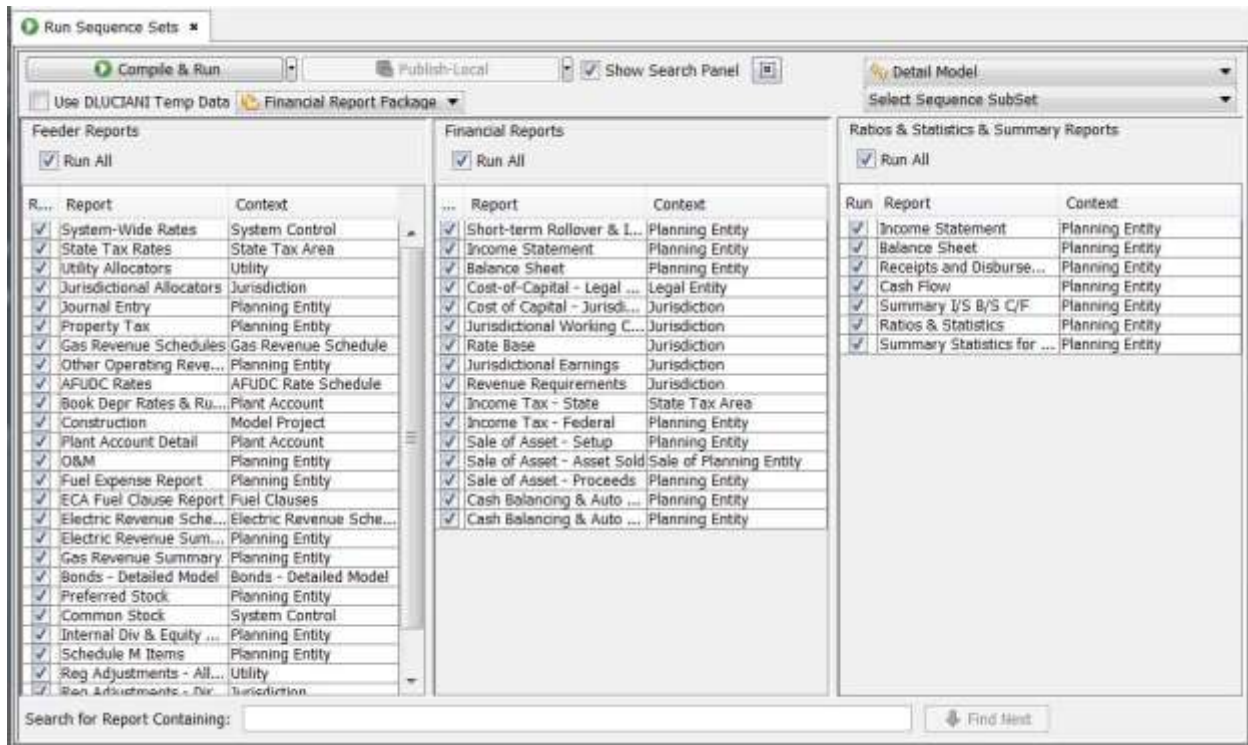 Run Sequence Sets
Compile & Run Publish-Local Show Search Panel Detail Model
Use DLUCIANI Temp Data Financial Report Package Select Sequence SubSet
Feeder Reports
Run All
R... Report Context
System-Wide Rates System Control
State Tax Rates State Tax Area
Utility Allocators Utility
Jurisdictional Allocators Jurisdiction
Journal Entry Planning Entity
Property Tax Planning Entity
Gas Revenue Schedules Gas Revenue Schedule
Other Operating Reve... Planning Entity
AFUDC Rates AFUDC Rate Schedule
Book Depr Rates & Ru... Plant Account
Construction Model Project
Plant Account Detail Plant Account
O&M Planning Entity
Fuel Expense Report Planning Entity
ECA Fuel Clause Report Fuel Clauses
Electric Revenue Sche... Electric Revenue Sche...
Electric Revenue Sum... Planning Entity
Gas Revenue Summary Planning Entity
Bonds - Detailed Model Bonds - Detailed Model
Preferred Stock Planning Entity
Common Stock System Control
Internal Div & Equity ... Planning Entity
Schedule M Items Planning Entity
Reg Adjustments - All... Utility
Reg Adjustments - Dir... Jurisdiction
Financial Reports
Run All
... Report Context
Short-term Rollover & I... Planning Entity
Income Statement Planning Entity
Balance Sheet Planning Entity
Cost-of-Capital - Legal ... Legal Entity
Cost of Capital - Jurisdi... Jurisdiction
Jurisdictional Working C... Jurisdiction
Rate Base Jurisdiction
Jurisdictional Earnings Jurisdiction
Revenue Requirements Jurisdiction
Income Tax - State State Tax Area
Income Tax - Federal Planning Entity
Sale of Asset - Setup Planning Entity
Sale of Asset - Asset Sold Sale of Planning Entity
Sale of Asset - Proceeds Planning Entity
Cash Balancing & Auto ... Planning Entity
Cash Balancing & Auto ... Planning Entity
Ratios & Statistics & Summary Reports
Run All
Run Report Context
Income Statement Planning Entity
Balance Sheet Planning Entity
Receipts and Disburse... Planning Entity
Cash Flow Planning Entity
Summary I/S B/S C/F Planning Entity
Ratios & Statistics Planning Entity
Summary Statistics for ... Planning Entity
Search for Report Containing: Find Next